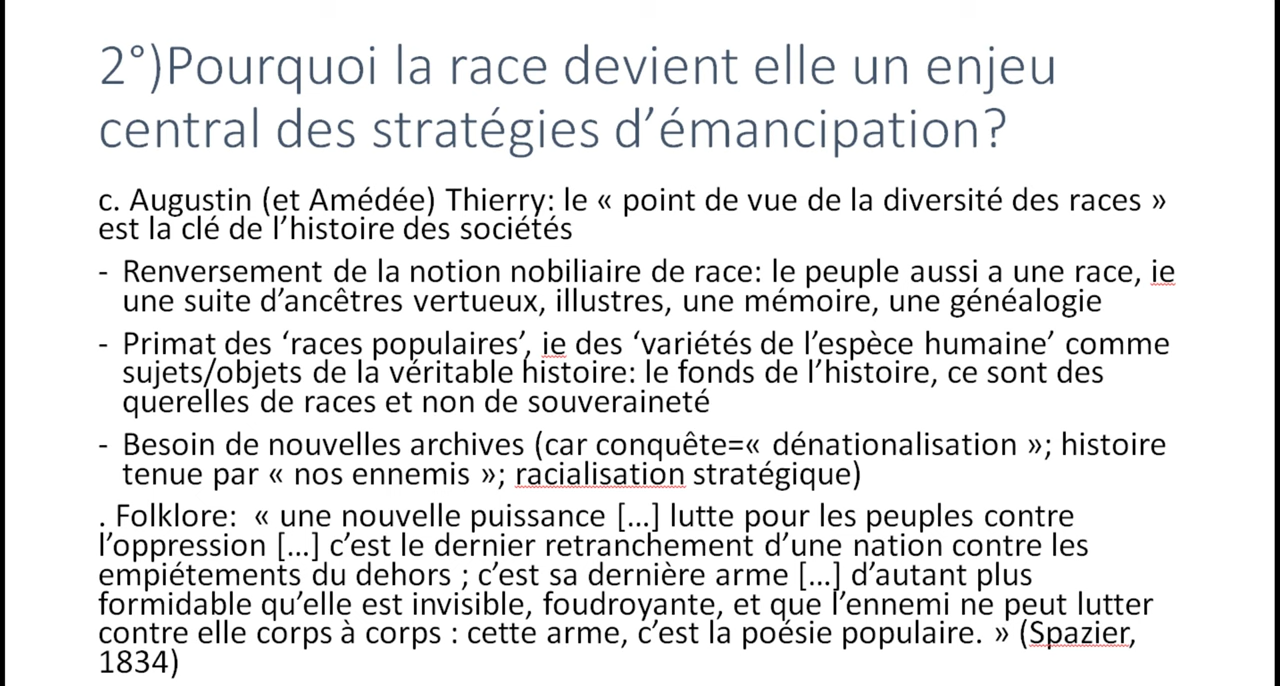 2°)Pourquoi la race devient elle un enjeu
central des stratégies d’émancipation?
c. Augustin (et Amédée) Thierry: le « point de vue de la diversité des races »
est la clé de l’histoire des sociétés
- Renversement de la notion nobiliaire de race: le peuple aussi a une race, ie
une suite d’ancêtres vertueux, illustres, une mémoire, une généalogie
- Primat des ‘races populaires’, ie des ‘variétés de l’espèce humaine’ comme
sujets/objets de la véritable histoire: le fonds de l’histoire, ce sont des
querelles de races et non de souveraineté
- Besoin de nouvelles archives (car conquête=« dénationalisation »; histoire
tenue par « nos ennemis »; racialisation stratégique)
. Folklore:  « une nouvelle puissance […] lutte pour les peuples contre
l’oppression […] c’est le dernier retranchement d’une nation contre les
empiétements du dehors ; c’est sa dernière arme […] d’autant plus
formidable qu’elle est invisible, foudroyante, et que l’ennemi ne peut lutter
contre elle corps à corps : cette arme, c’est la poésie populaire. » (Spazier,
1834)